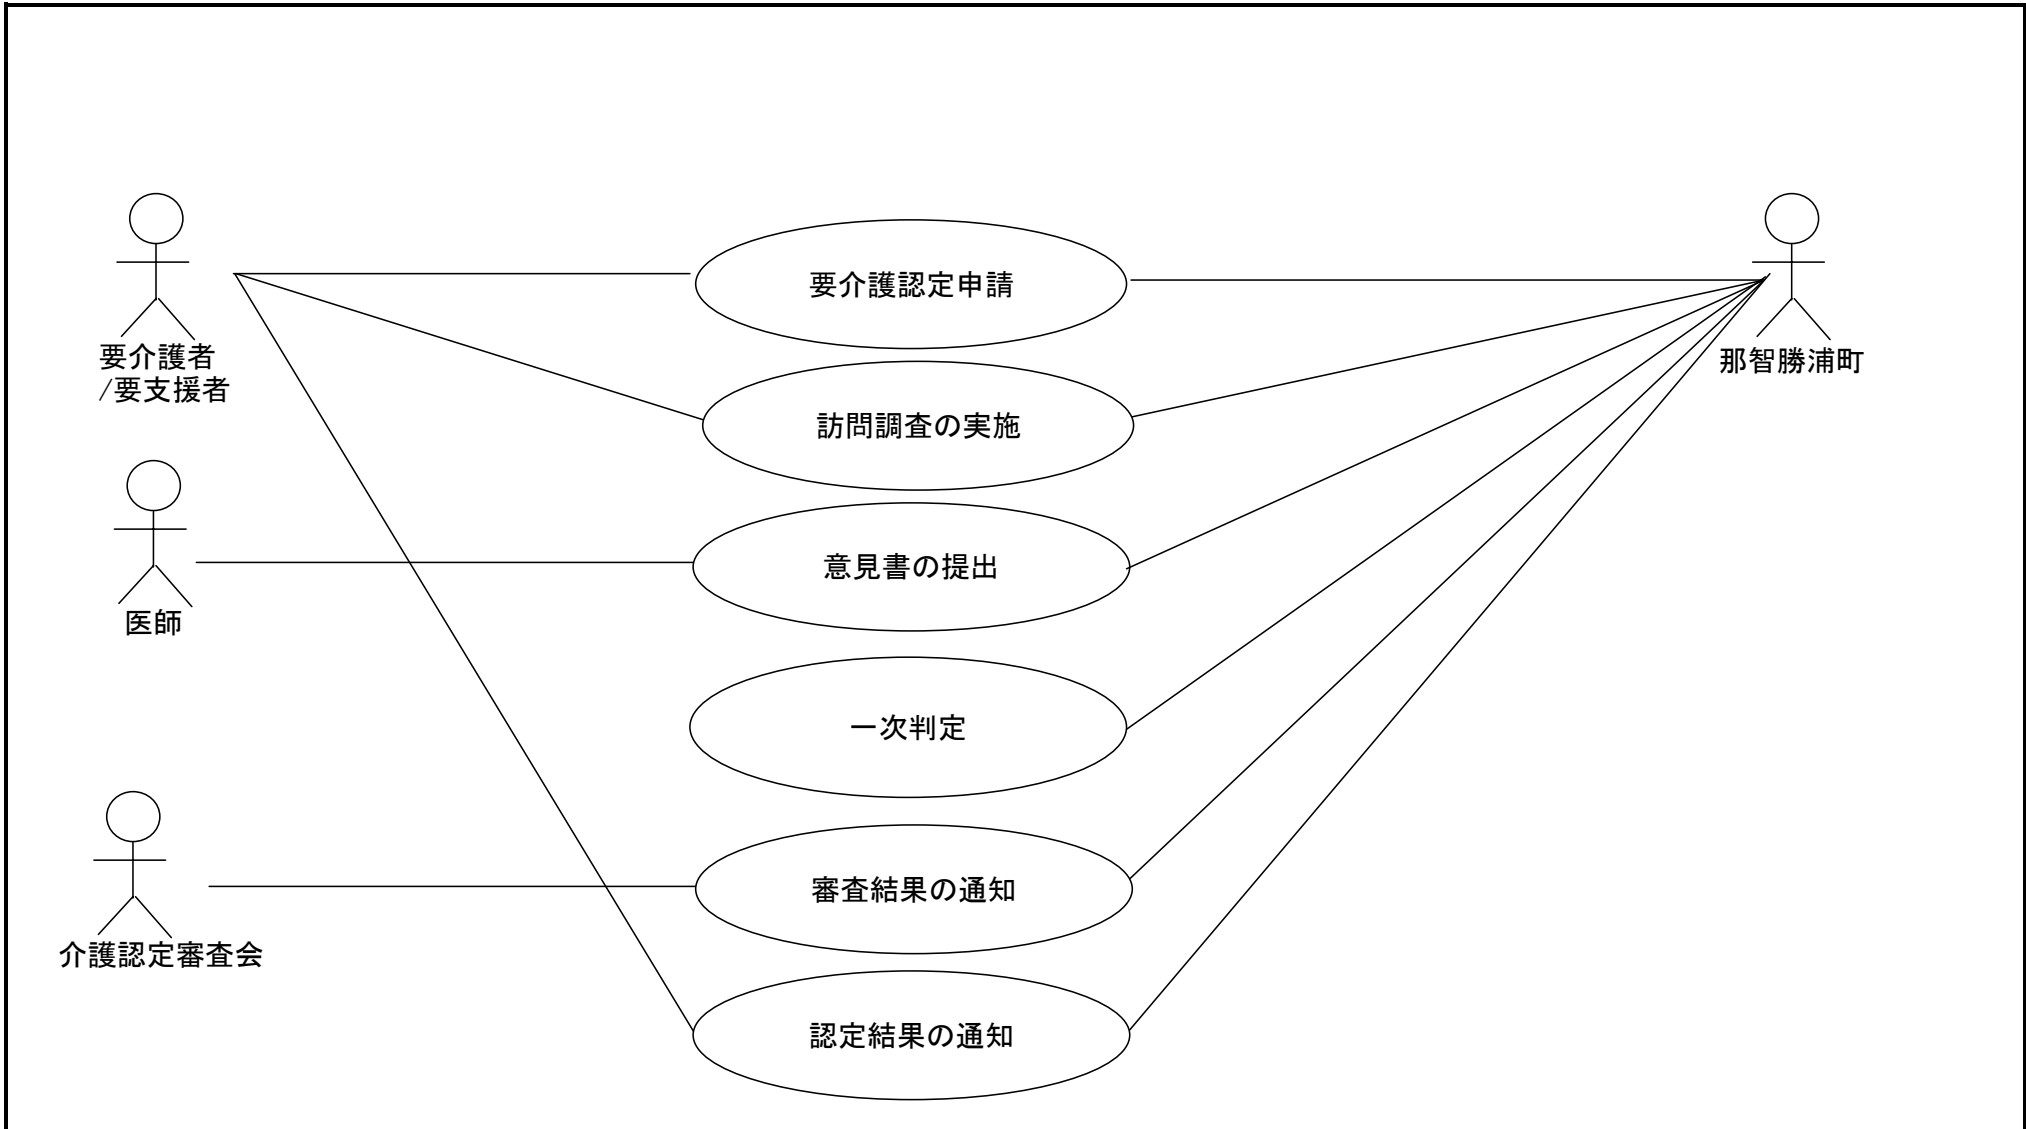 要介護認定申請
要介護者
/要支援者
那智勝浦町
訪問調査の実施
意見書の提出
医師
一次判定
審査結果の通知
介護認定審査会
認定結果の通知